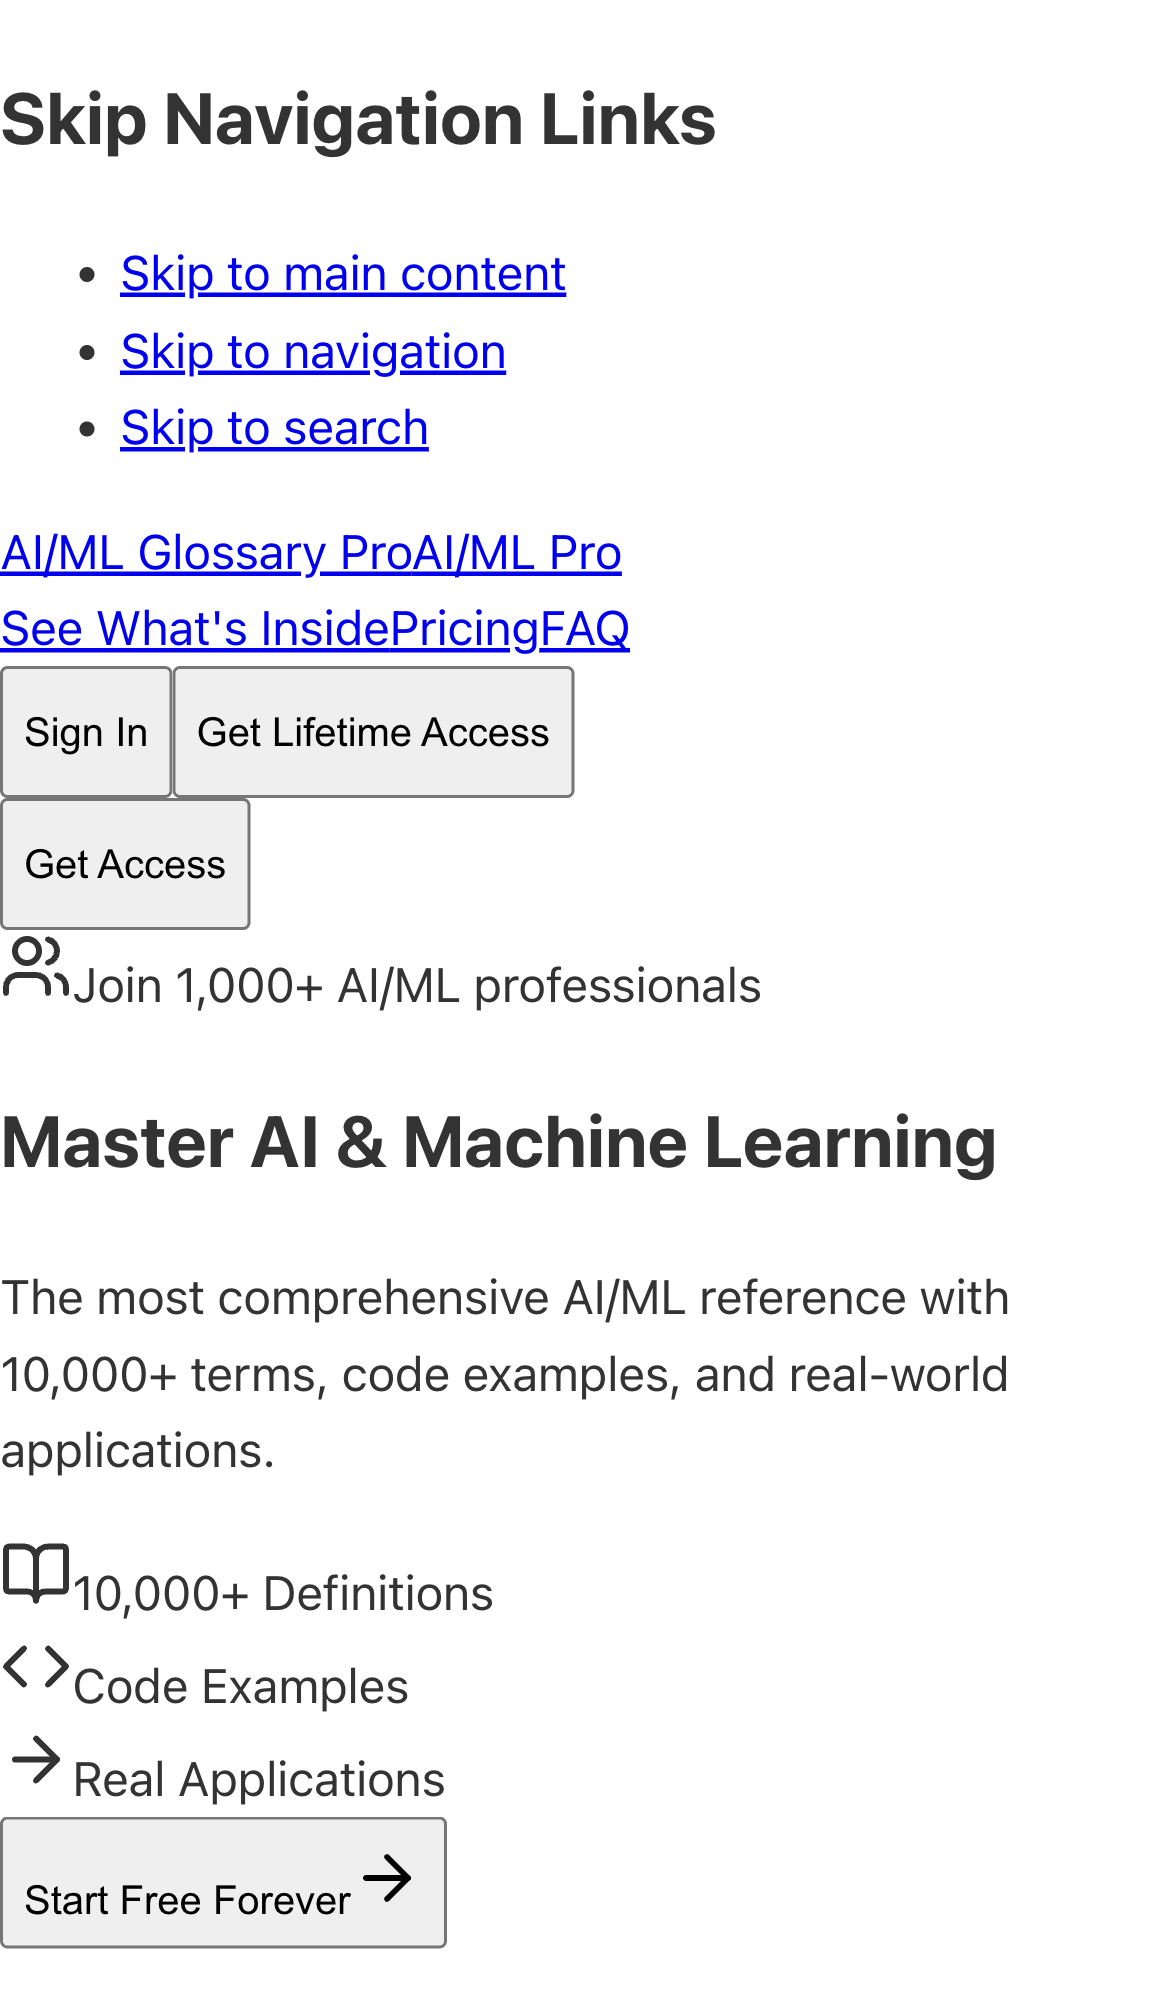 Skip Navigation Links
Skip to main content
Skip to navigation
Skip to search
AI/ML Glossary ProAI/ML Pro
See What's InsidePricingFAQ
Sign In Get Lifetime Access
Get Access
Join 1,000+ AI/ML professionals
Master AI & Machine Learning
The most comprehensive AI/ML reference with
10,000+ terms, code examples, and real-world
applications.
10,000+ Definitions
Code Examples
Real Applications
Start Free Forever